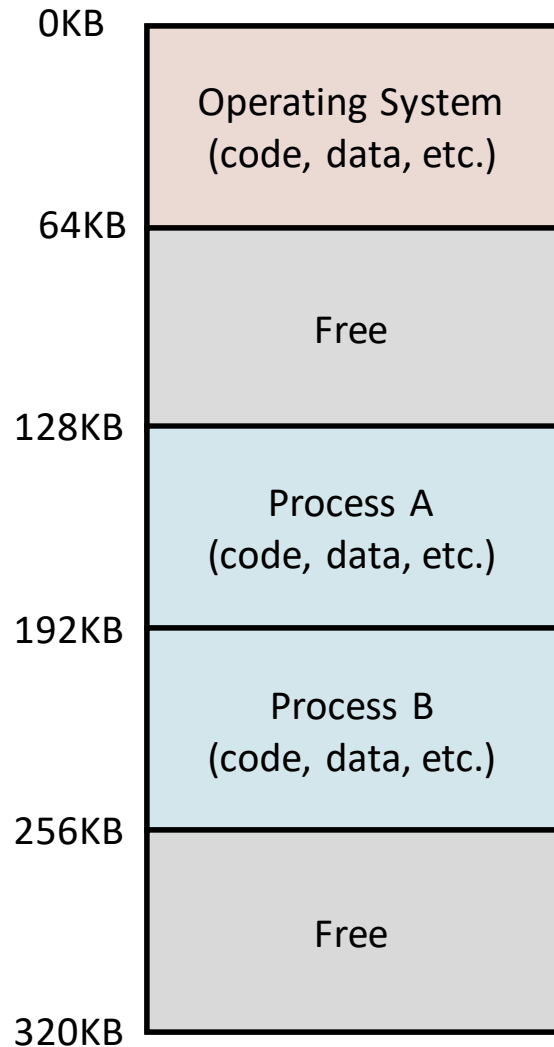 0KB
Operating System
(code, data, etc.)
64KB
Free
128KB
Process A
(code, data, etc.)
192KB
Process B
(code, data, etc.)
256KB
Free
320KB